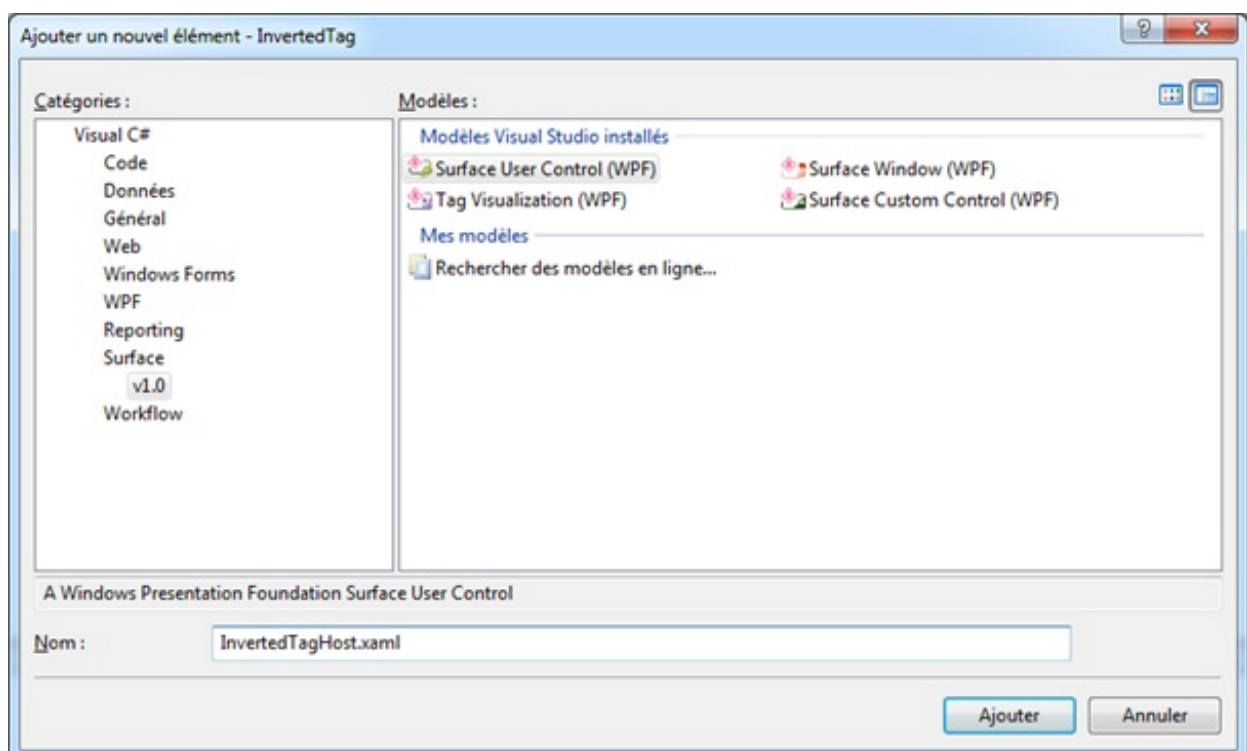 Ajouter un nouvel élément - InvertedTag
Catégories :
Modèles :
Visual C#
Code
Données
Général
Web
Windows Forms
WPF
Reporting
Surface
v1.0
Workflow
Modèles Visual Studio installés
Surface User Control (WPF)
Surface Window (WPF)
Tag Visualization (WPF)
Surface Custom Control (WPF)
Mes modèles
Rechercher des modèles en ligne...
A Windows Presentation Foundation Surface User Control
Nom :
InvertedTagHost.xaml
Ajouter
Annuler